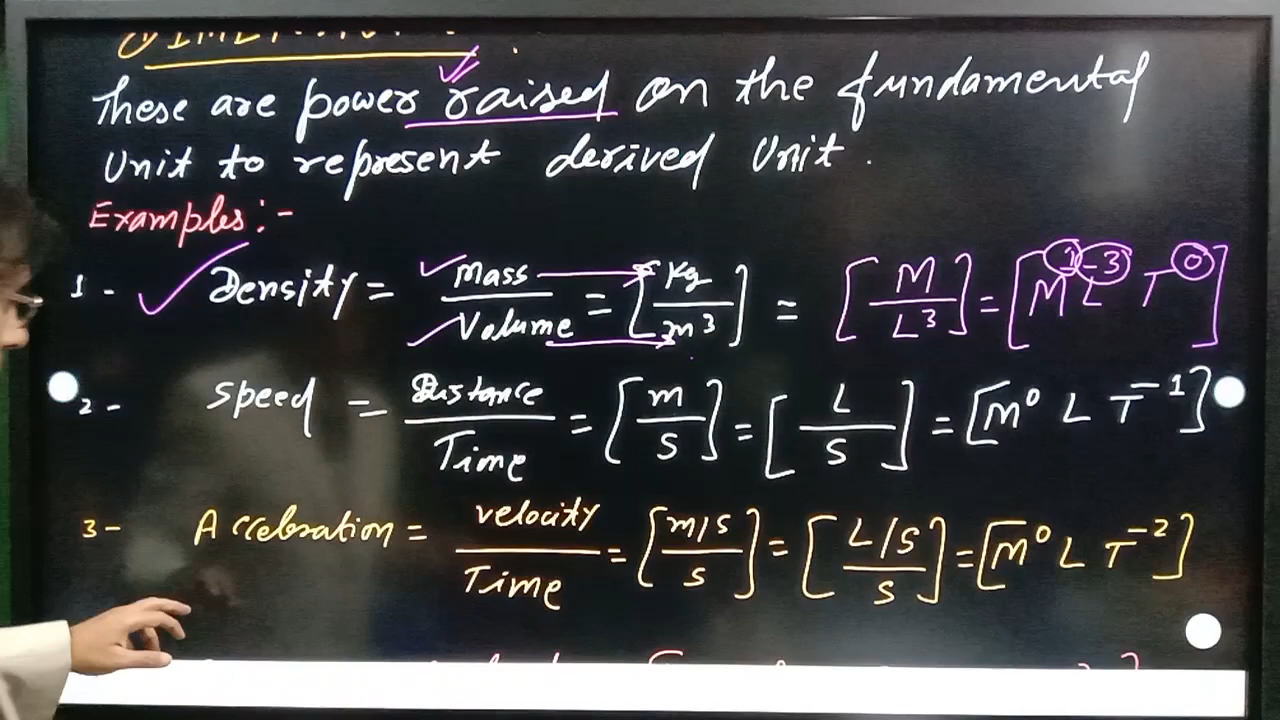 These are power raised on the fundamental
Unit to represent derived Unit.
Examples:-
1- Density = Mass / Volume = [Kg / m³] = [M / L³] = [M¹ L⁻³ T⁰]
2- Speed = Distance / Time = [m / s] = [L / S] = [M⁰ L T⁻¹]
3- Accleration = velocity / Time = [m/s / s] = [L/S / S] = [M⁰ L T⁻²]